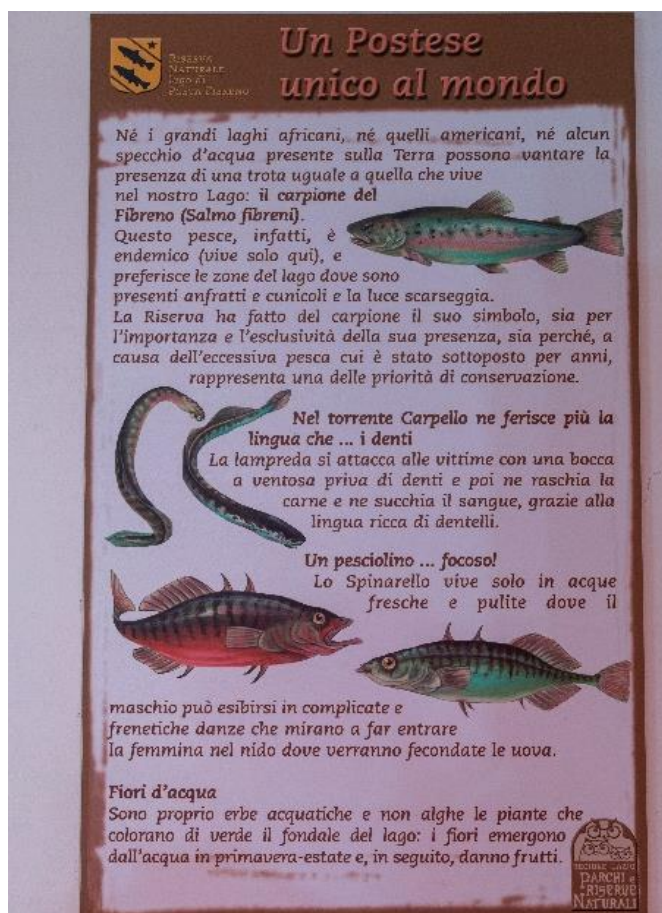 RISERVA
NATURALE
LAGO DI
POSTA FIBRENO
Un Postese
unico al mondo
Né i grandi laghi africani, né quelli americani, né alcun
specchio d'acqua presente sulla Terra possono vantare la
presenza di una trota uguale a quella che vive
nel nostro Lago: il carpione del
Fibreno (Salmo fibreni).
Questo pesce, infatti, è
endemico (vive solo qui), e
preferisce le zone del lago dove sono
presenti anfratti e cunicoli e la luce scarseggia.
La Riserva ha fatto del carpione il suo simbolo, sia per
l'importanza e l'esclusività della sua presenza, sia perché, a
causa dell'eccessiva pesca cui è stato sottoposto per anni,
rappresenta una delle priorità di conservazione.
Nel torrente Carpello ne ferisce più la
lingua che ... i denti
La lampreda si attacca alle vittime con una bocca
a ventosa priva di denti e poi ne raschia la
carne e ne succhia il sangue, grazie alla
lingua ricca di dentelli.
Un pesciolino ... focoso!
Lo Spinarello vive solo in acque
fresche e pulite dove il
maschio può esibirsi in complicate e
frenetiche danze che mirano a far entrare
la femmina nel nido dove verranno fecondate le uova.
Fiori d'acqua
Sono proprio erbe acquatiche e non alghe le piante che
colorano di verde il fondale del lago: i fiori emergono
dall'acqua in primavera-estate e, in seguito, danno frutti.
REGIONE LAZIO
PARCHI e
RISERVE
NATURALI